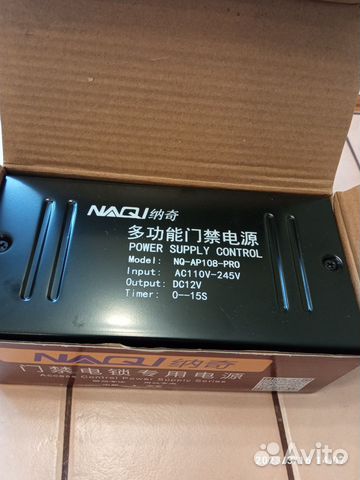 NAQI纳奇
多功能门禁电源
POWER SUPPLY CONTROL
Model: NQ-AP108-PRO
Input: AC110V-245V
Output: DC12V
Timer: 0--15S
NAQI纳奇
门禁电锁专用电源
Access Control Power Supply Series
Avito